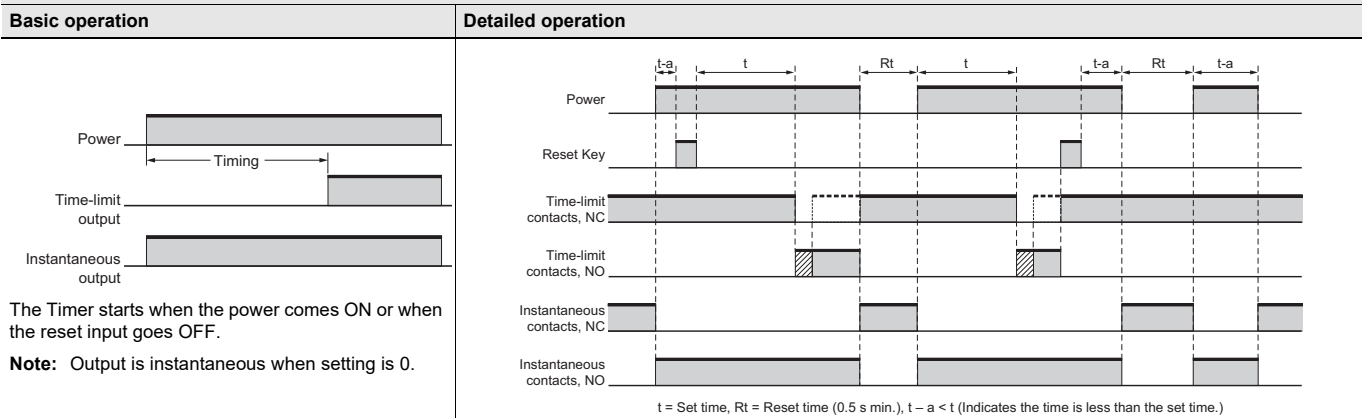 Basic operation
Detailed operation
Power
Timing
Time-limit
output
Instantaneous
output
The Timer starts when the power comes ON or when
the reset input goes OFF.
Note: Output is instantaneous when setting is 0.
t-a t Rt t t-a Rt t-a
Power
Reset Key
Time-limit
contacts, NC
Time-limit
contacts, NO
Instantaneous
contacts, NC
Instantaneous
contacts, NO
t = Set time, Rt = Reset time (0.5 s min.), t – a < t (Indicates the time is less than the set time.)